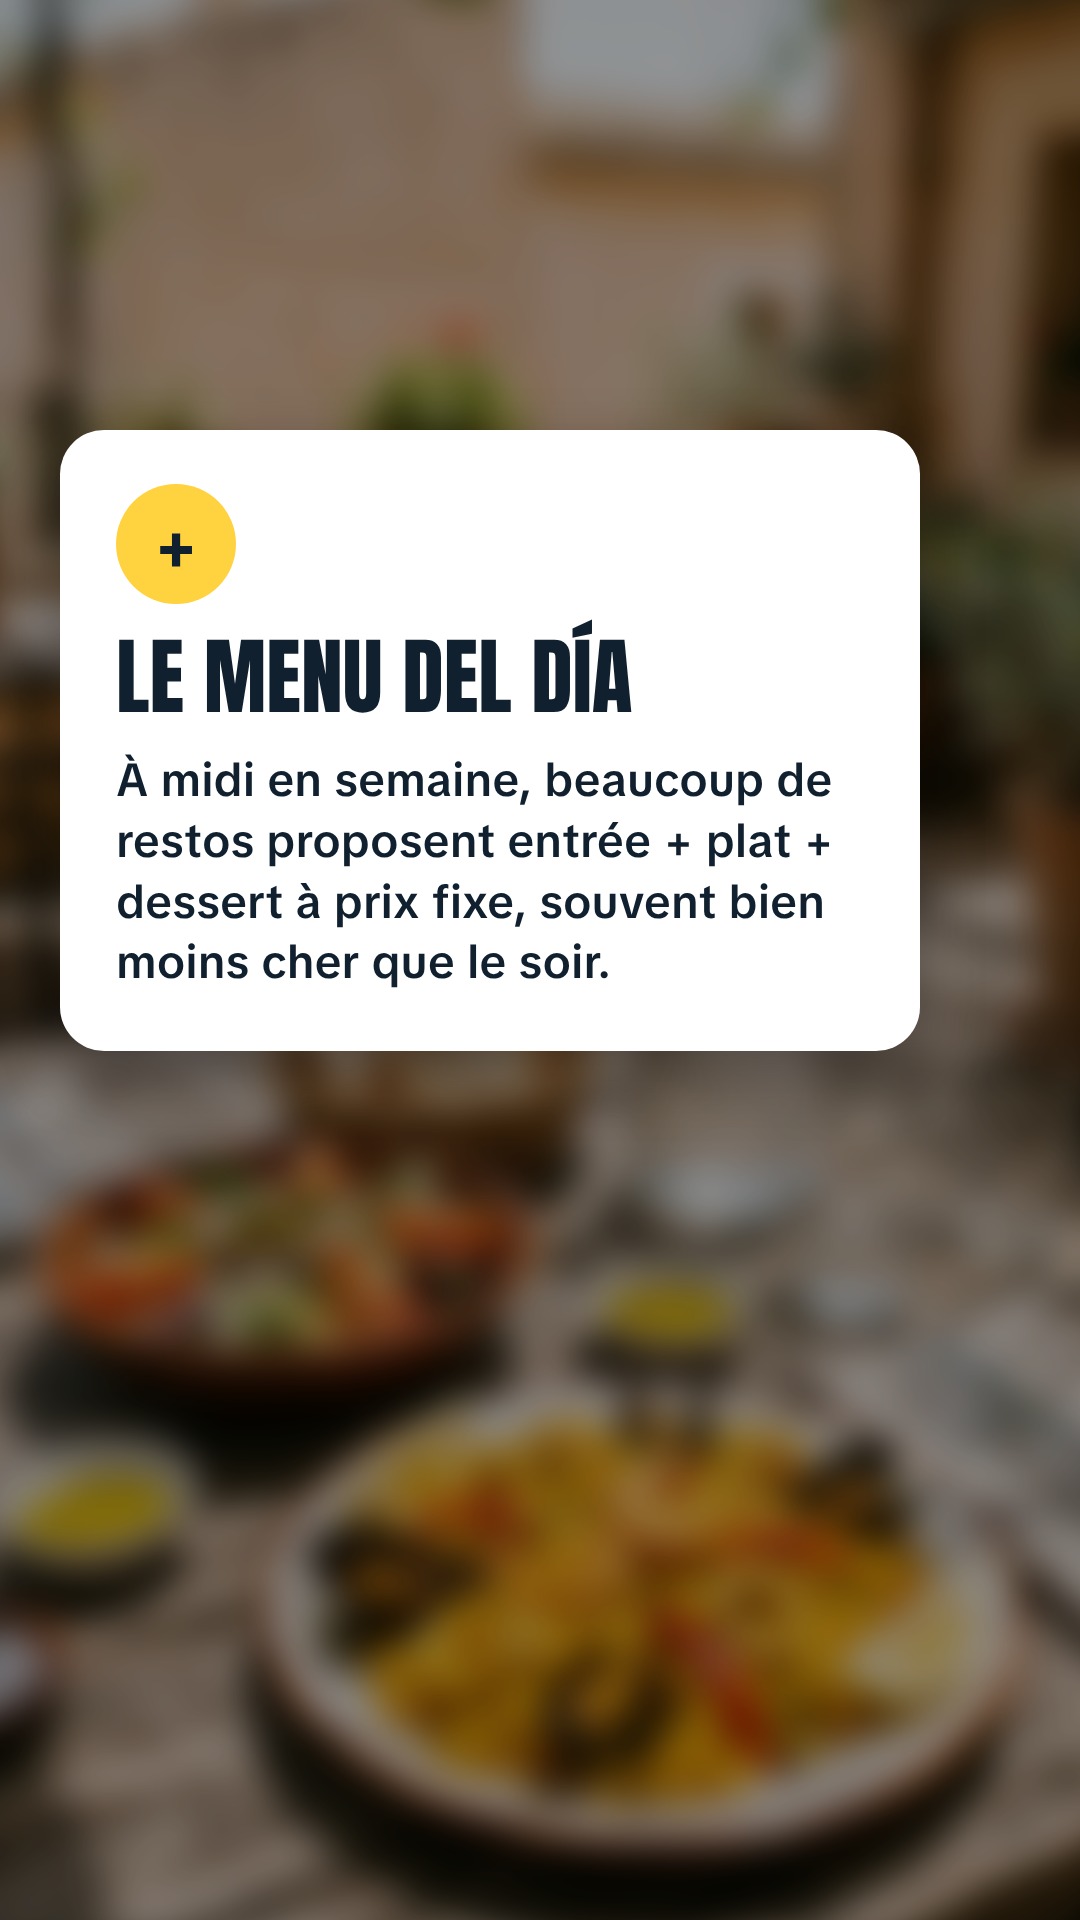 +
LE MENU DEL DÍA
À midi en semaine, beaucoup de
restos proposent entrée + plat +
dessert à prix fixe, souvent bien
moins cher que le soir.